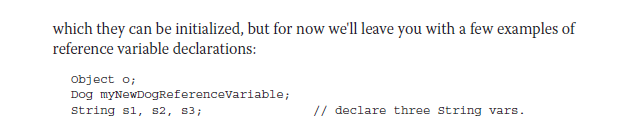 which they can be initialized, but for now we'll leave you with a few examples of
reference variable declarations:
Object o;
Dog myNewDogReferenceVariable;
String s1, s2, s3; // declare three String vars.